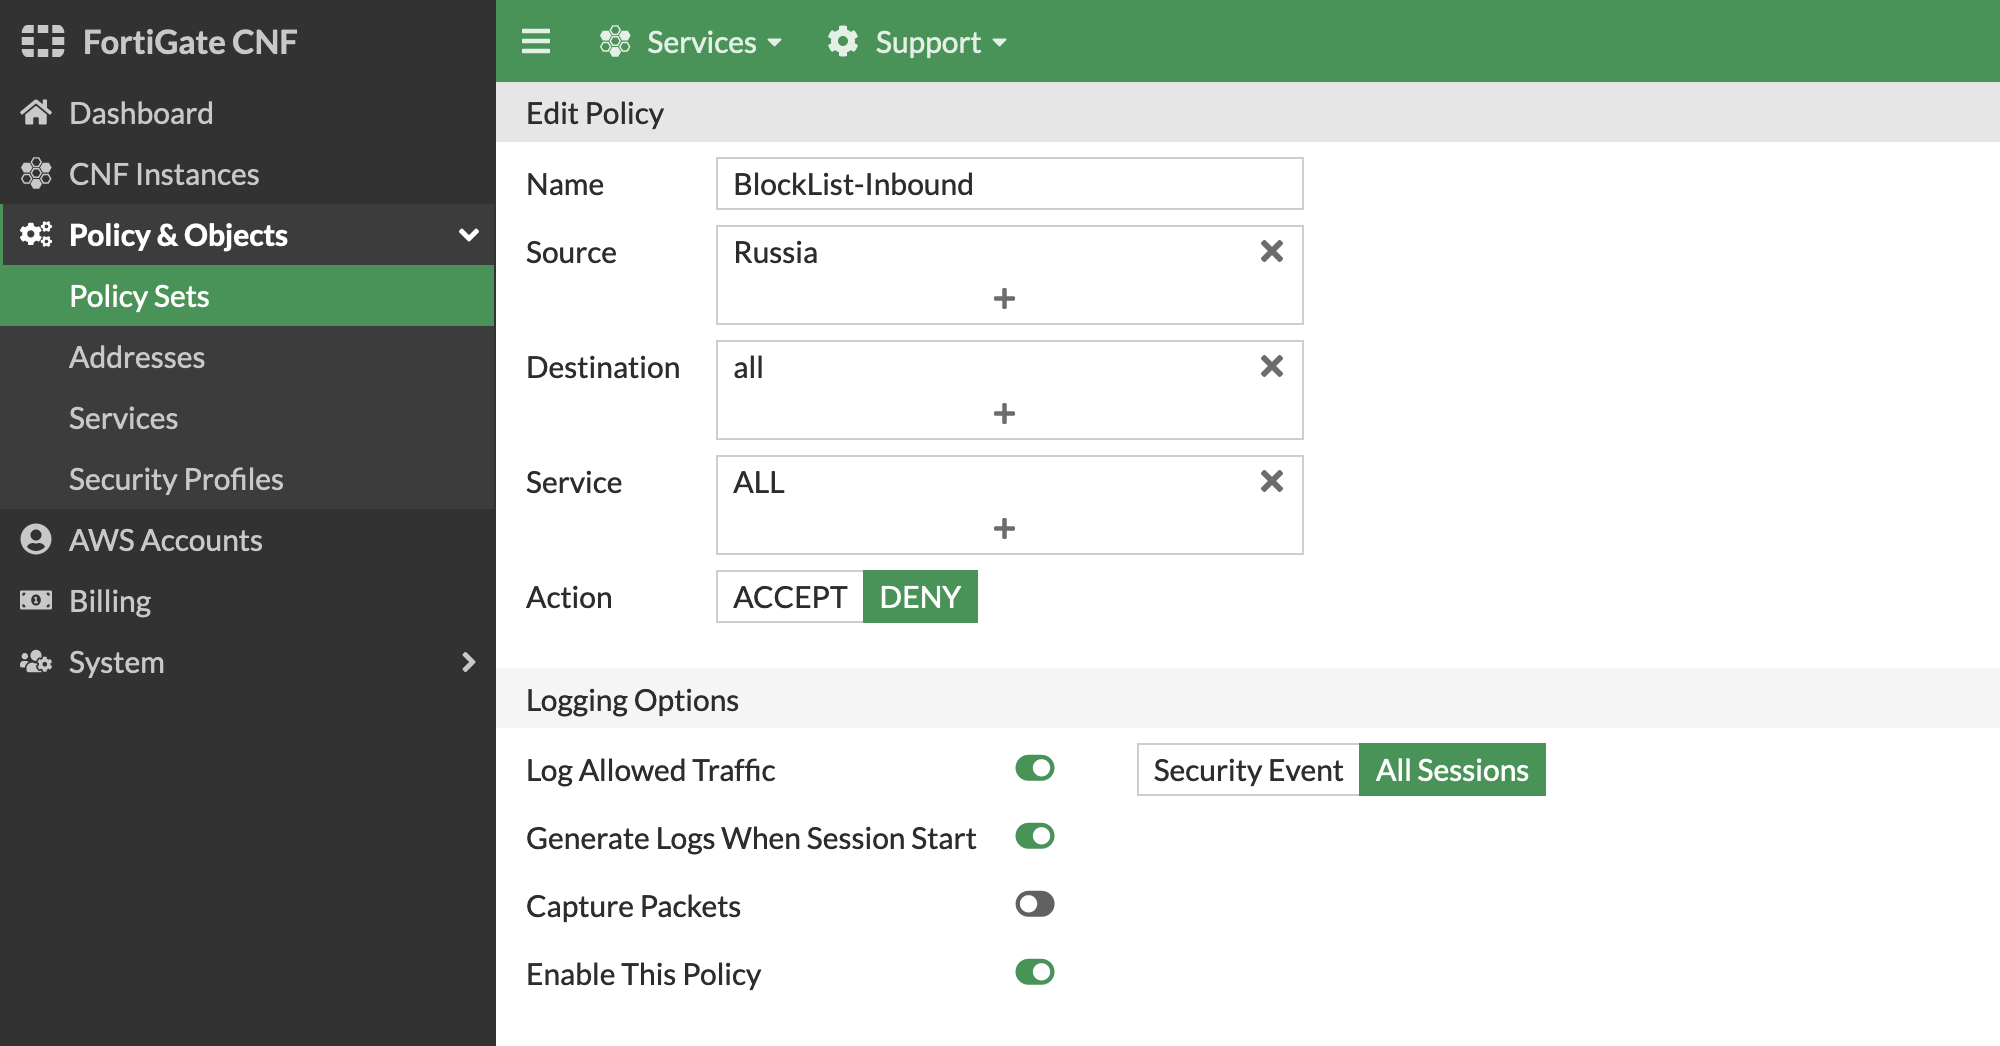 FortiGate CNF
Services
Support
Dashboard
CNF Instances
Policy & Objects
Policy Sets
Addresses
Services
Security Profiles
AWS Accounts
Billing
System
Edit Policy
Name
BlockList-Inbound
Source
Russia
Destination
all
Service
ALL
Action
ACCEPT
DENY
Logging Options
Log Allowed Traffic
Security Event
All Sessions
Generate Logs When Session Start
Capture Packets
Enable This Policy